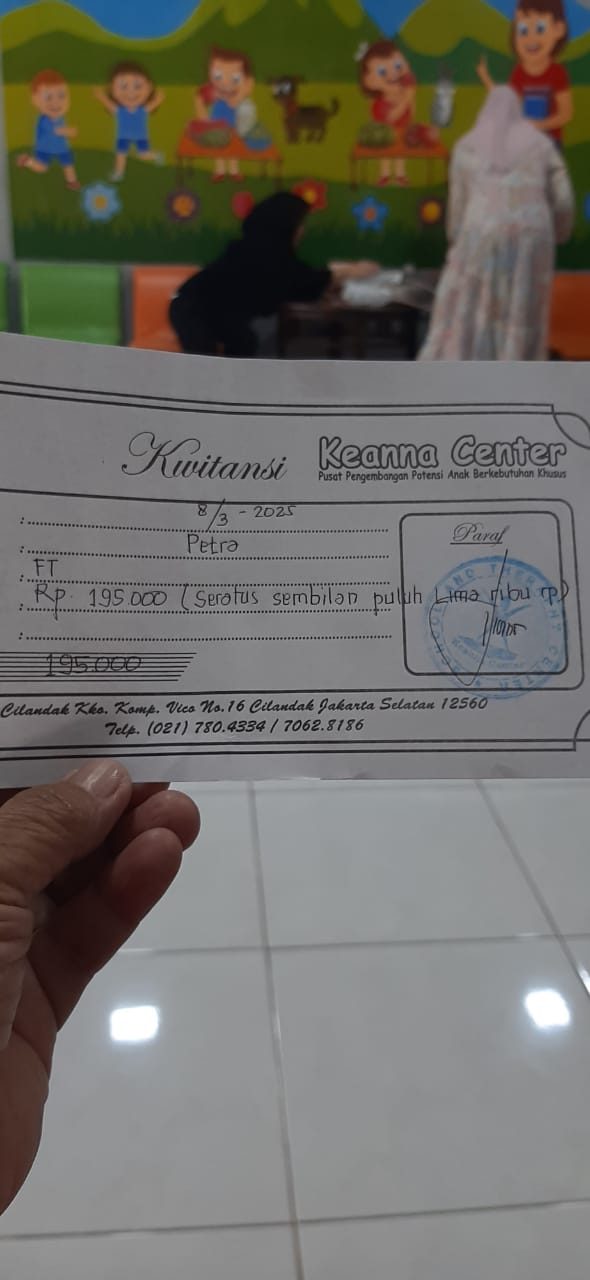 Kwitansi
Keanna Center
Pusat Pengembangan Potensi Anak Berkebutuhan Khusus
: 8/3 - 2025
: Petra
: FT
: Rp. 195.000 (Seratus sembilan puluh Lima ribu rp)
:
Paraf
195.000
Cilandak Kko. Komp. Vico No.16 Cilandak Jakarta Selatan 12560
Telp. (021) 780.4334 / 7062.8186